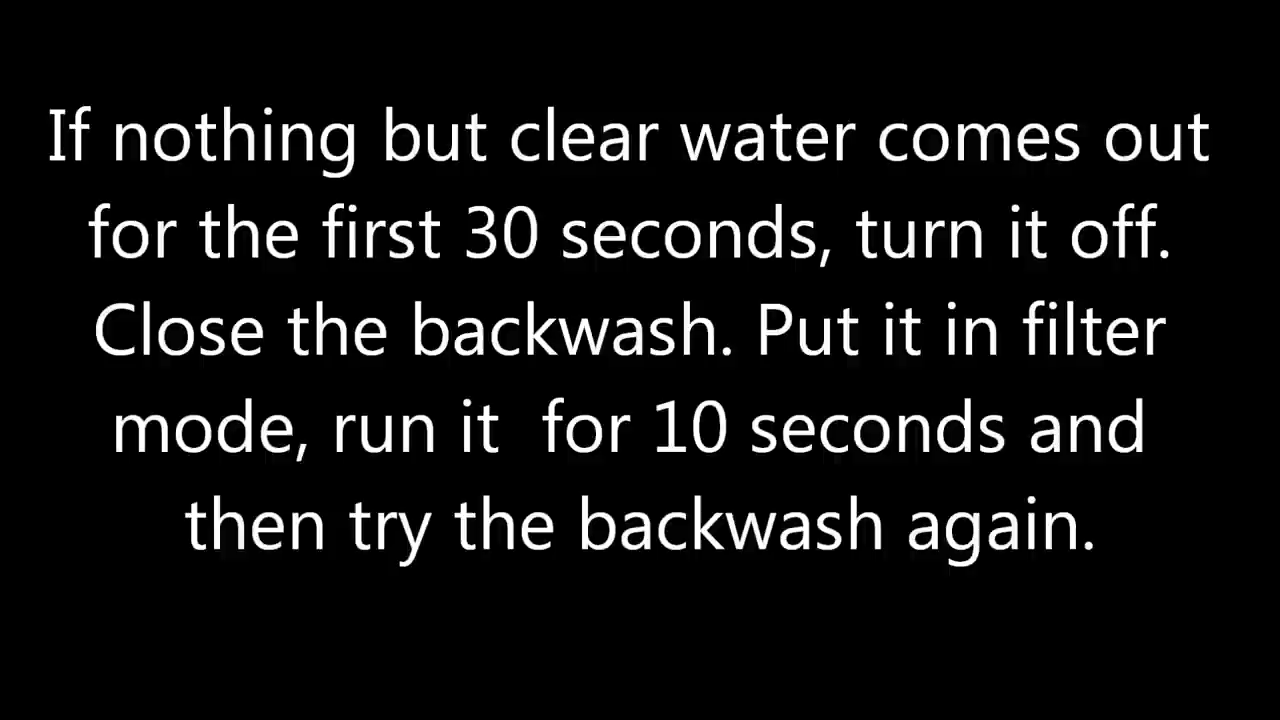 If nothing but clear water comes out
for the first 30 seconds, turn it off.
Close the backwash. Put it in filter
mode, run it  for 10 seconds and
then try the backwash again.